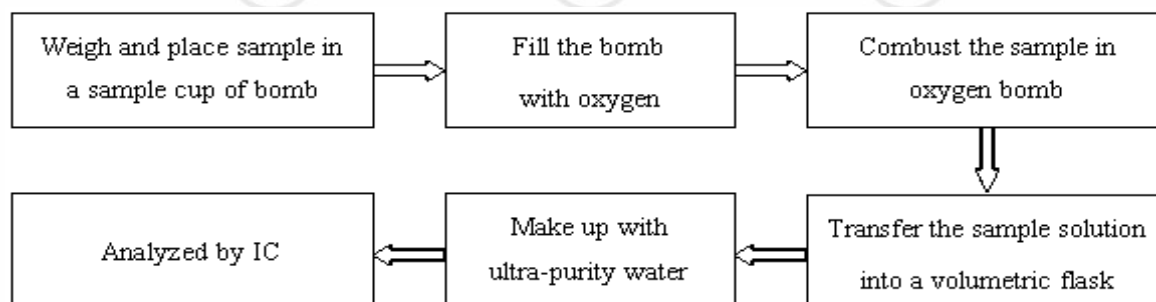 Weigh and place sample in
a sample cup of bomb
Fill the bomb
with oxygen
Combust the sample in
oxygen bomb
Transfer the sample solution
into a volumetric flask
Make up with
ultra-purity water
Analyzed by IC